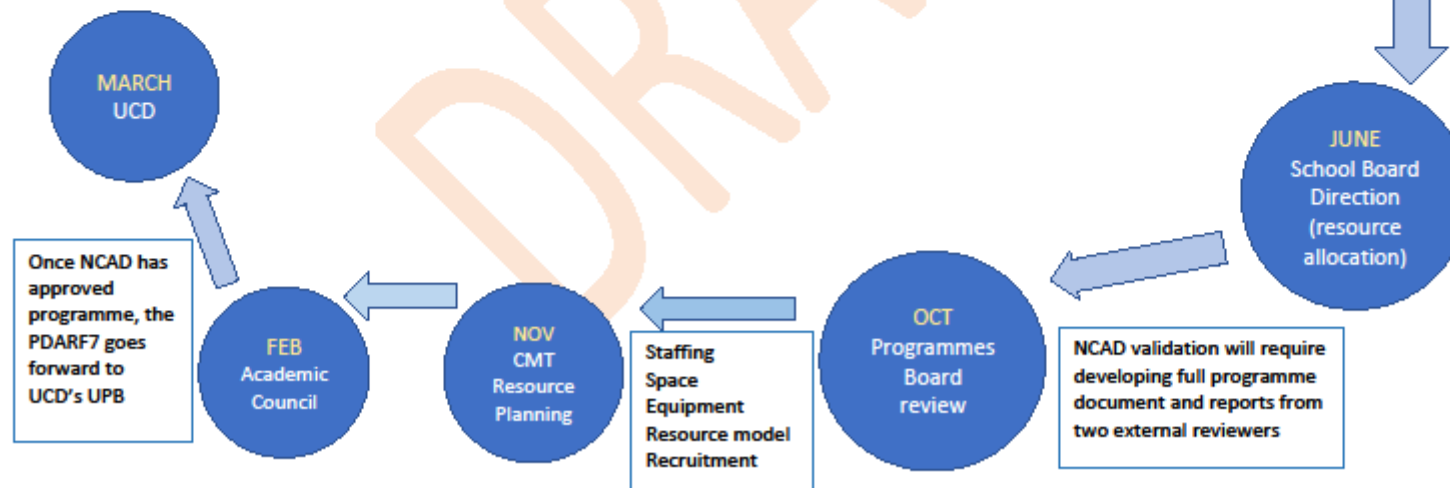 MARCH
UCD
JUNE
School Board
Direction
(resource
allocation)
Once NCAD has
approved
programme, the
PDARF7 goes
forward to
UCD's UPB
FEB
Academic
Council
NOV
CMT
Resource
Planning
Staffing
Space
Equipment
Resource model
Recruitment
OCT
Programmes
Board
review
NCAD validation will require
developing full programme
document and reports from
two external reviewers
DRA